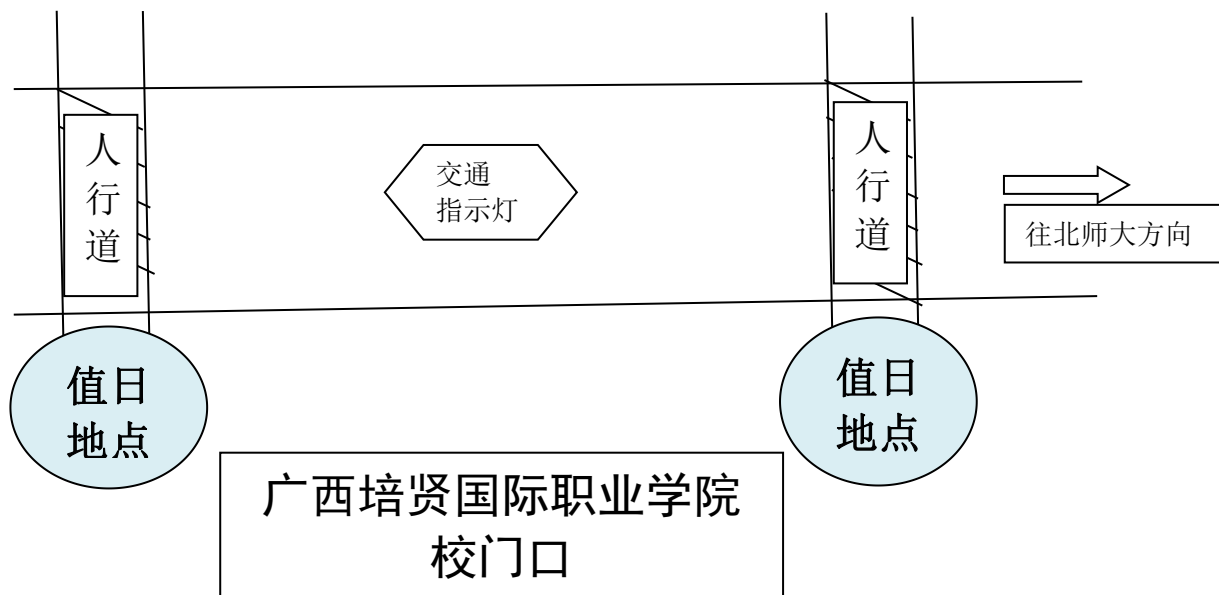 人
行
道
交通
指示灯
人
行
道
往北师大方向
值日
地点
值日
地点
广西培贤国际职业学院
校门口